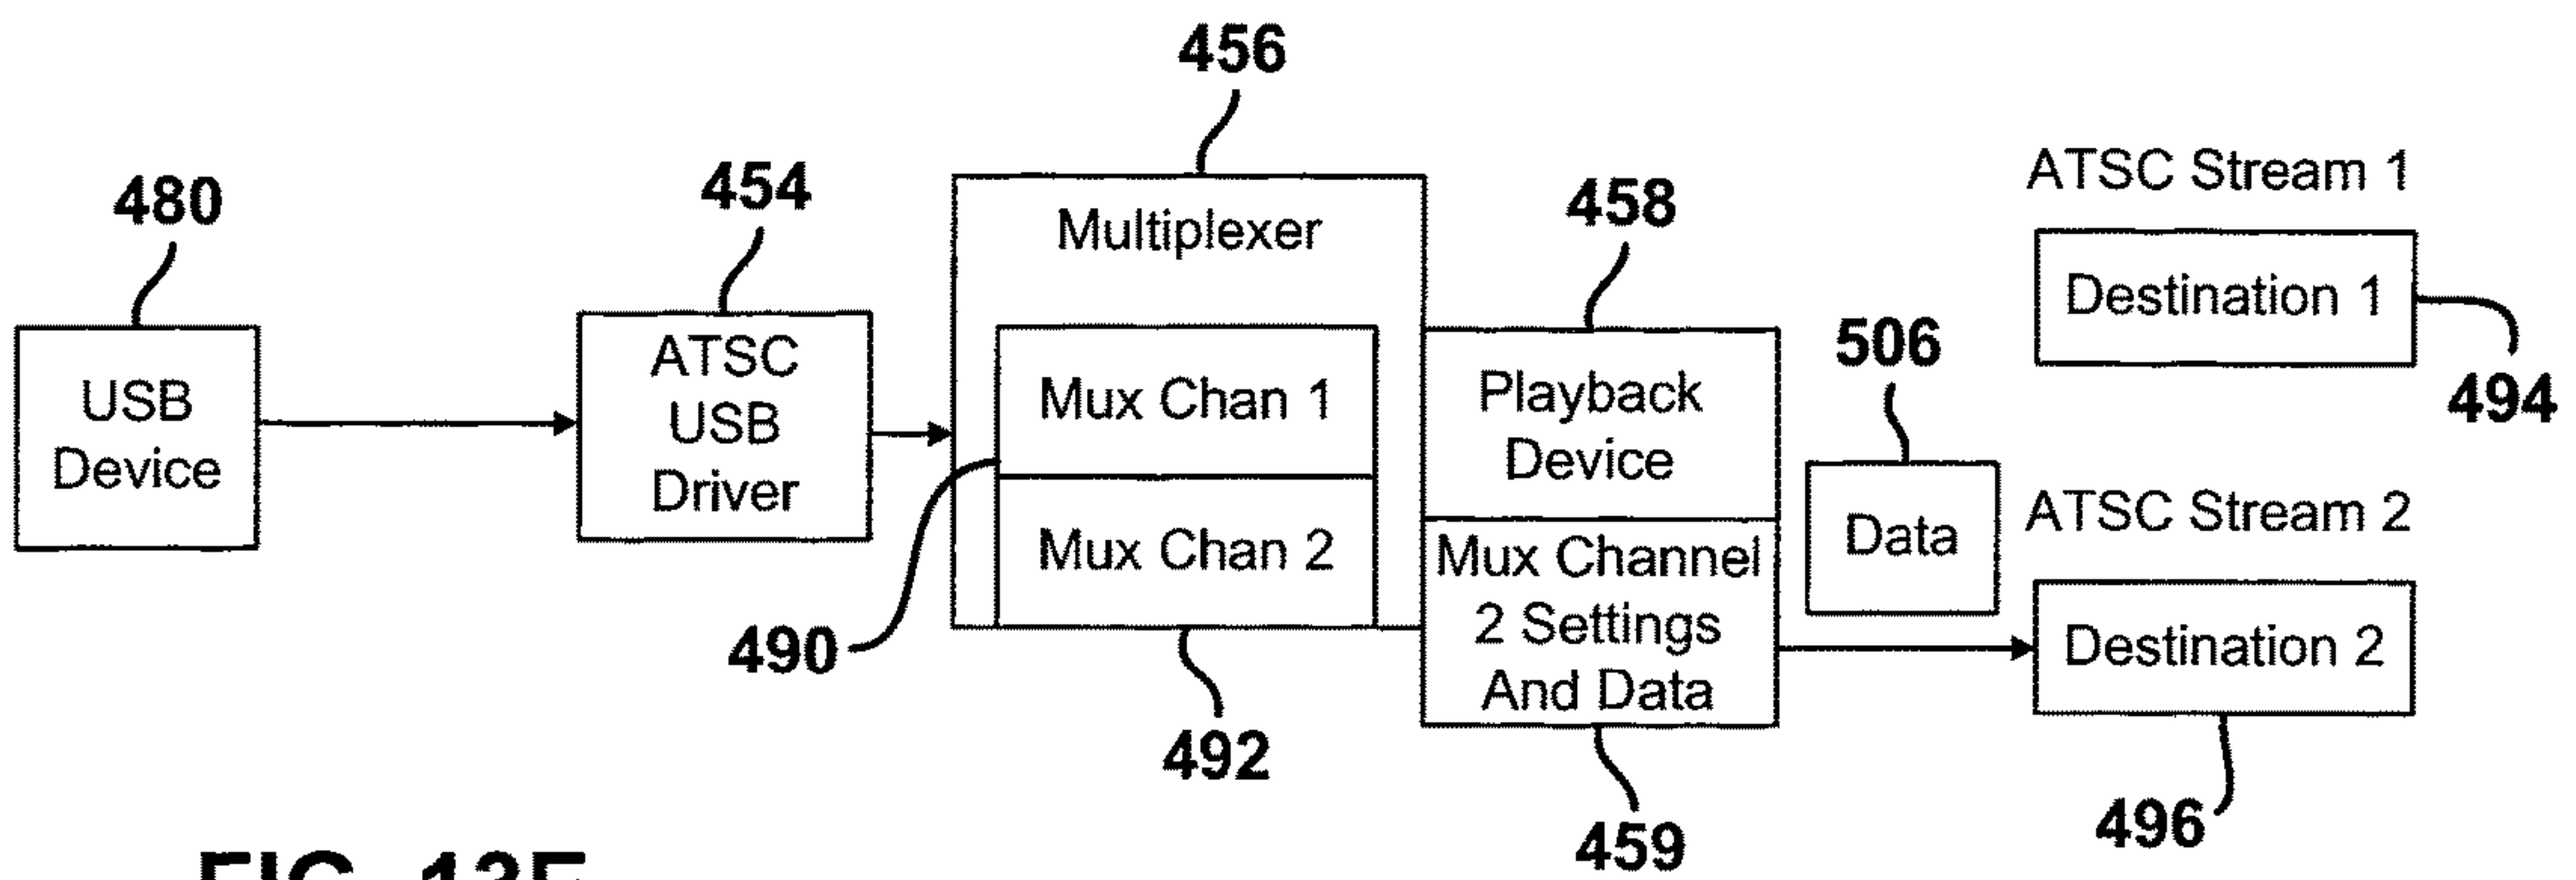 456
ATSC Stream 1
480
454
458
Multiplexer
Destination 1
506
494
USB
Device
ATSC
USB
Driver
Mux Chan 1
Mux Chan 2
Playback
Device
Data
ATSC Stream 2
Mux Channel
2 Settings
And Data
Destination 2
490
492
459
496